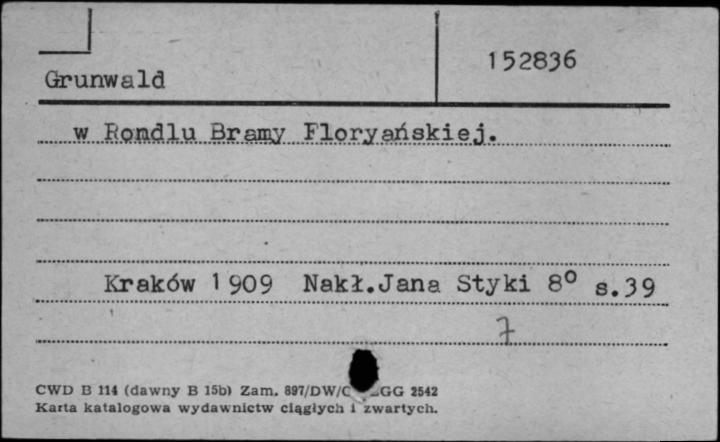 152836
Grunwald
w Rondlu Bramy Floryańskiej.
Kraków 1909 Nakł.Jana Styki 8° s.39
7
CWD B 114 (dawny B 15b) Zam. 897/DW/ GG 2542
Karta katalogowa wydawnictw ciągłych i zwartych.